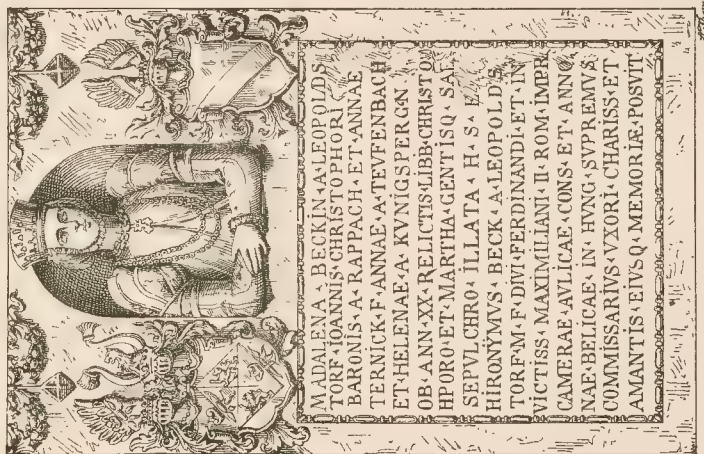 MADALENA · BECKIN · A · LEOPOLDS
TORF · IOANNIS · CHRISTOPHORI
BARONIS · A · RAPPACH · ET · ANNAE
TERNICK · F · ANNAE · A · TEVFENBACH
ET · HELENAE · A · KVNIGSPERG · N
OB · ANN · XX · RELICTIS · LIBB · CHRISTO
HPORO · ET · MARTHA · GENTISQ · SAI
SEPVLCHRO · ILLATA · H · S · E
HIRONYMVS · BECK · A · LEOPOLDS
TORF · M · F · DIVI · FERDINANDI · ET · IN
VICTISS · MAXIMILIANI · II · ROM · IMPR
CAMERAE · AVLICAE · CONS · ET · ANNO
NAE · BELICAE · IN · HVNG · SVPREMVS
COMMISSARIVS · VXORI · CHARISS · ET
AMANTIS · EIVSQ · MEMORIÆ · POSVIT